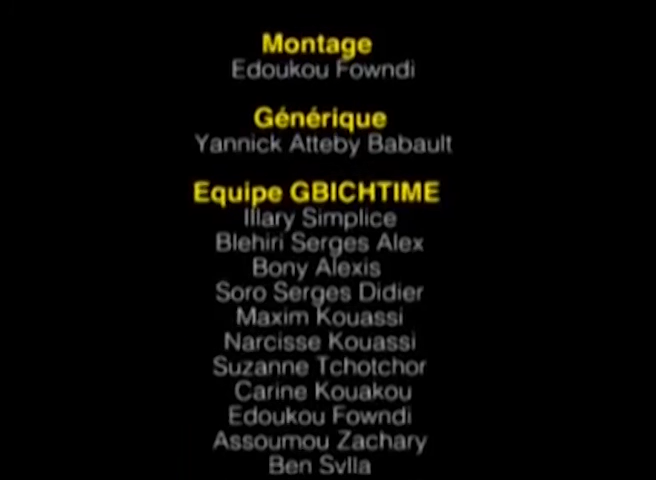 Montage
Edoukou Fowndi
Générique
Yannick Atteby Babault
Equipe GBICHTIME
Illary Simplice
Blehiri Serges Alex
Bony Alexis
Soro Serges Didier
Maxim Kouassi
Narcisse Kouassi
Suzanne Tchotchor
Carine Kouakou
Edoukou Fowndi
Assoumou Zachary
Ben Sylla